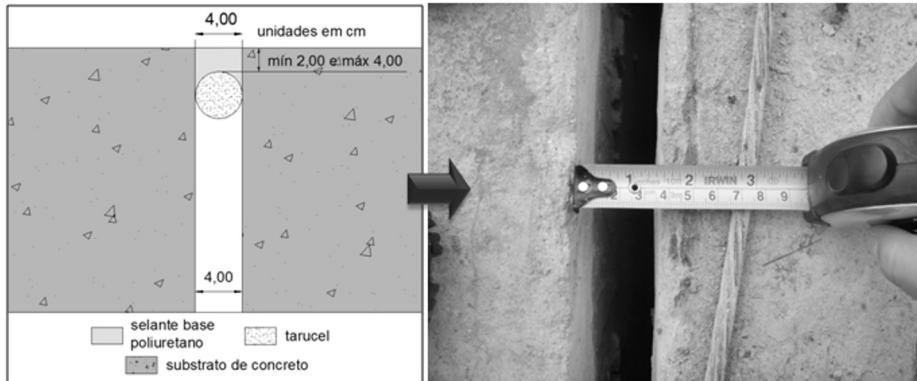 4,00
unidades em cm
mín 2,00 e máx 4,00
4,00
selante base
poliuretano
tarucel
substrato de concreto
1 2 IRWIN 3
2 3 4 5 6 7 8 9